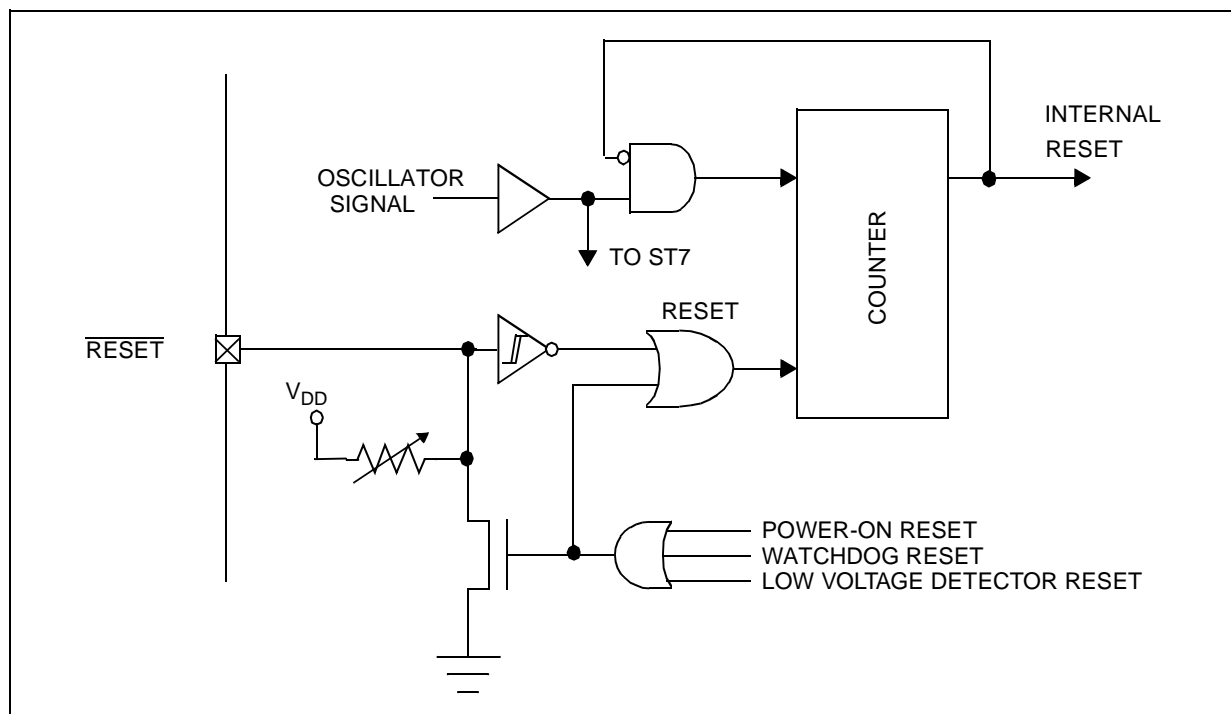 INTERNAL
RESET
OSCILLATOR
SIGNAL
TO ST7
COUNTER
RESET
RESET
VDD
POWER-ON RESET
WATCHDOG RESET
LOW VOLTAGE DETECTOR RESET